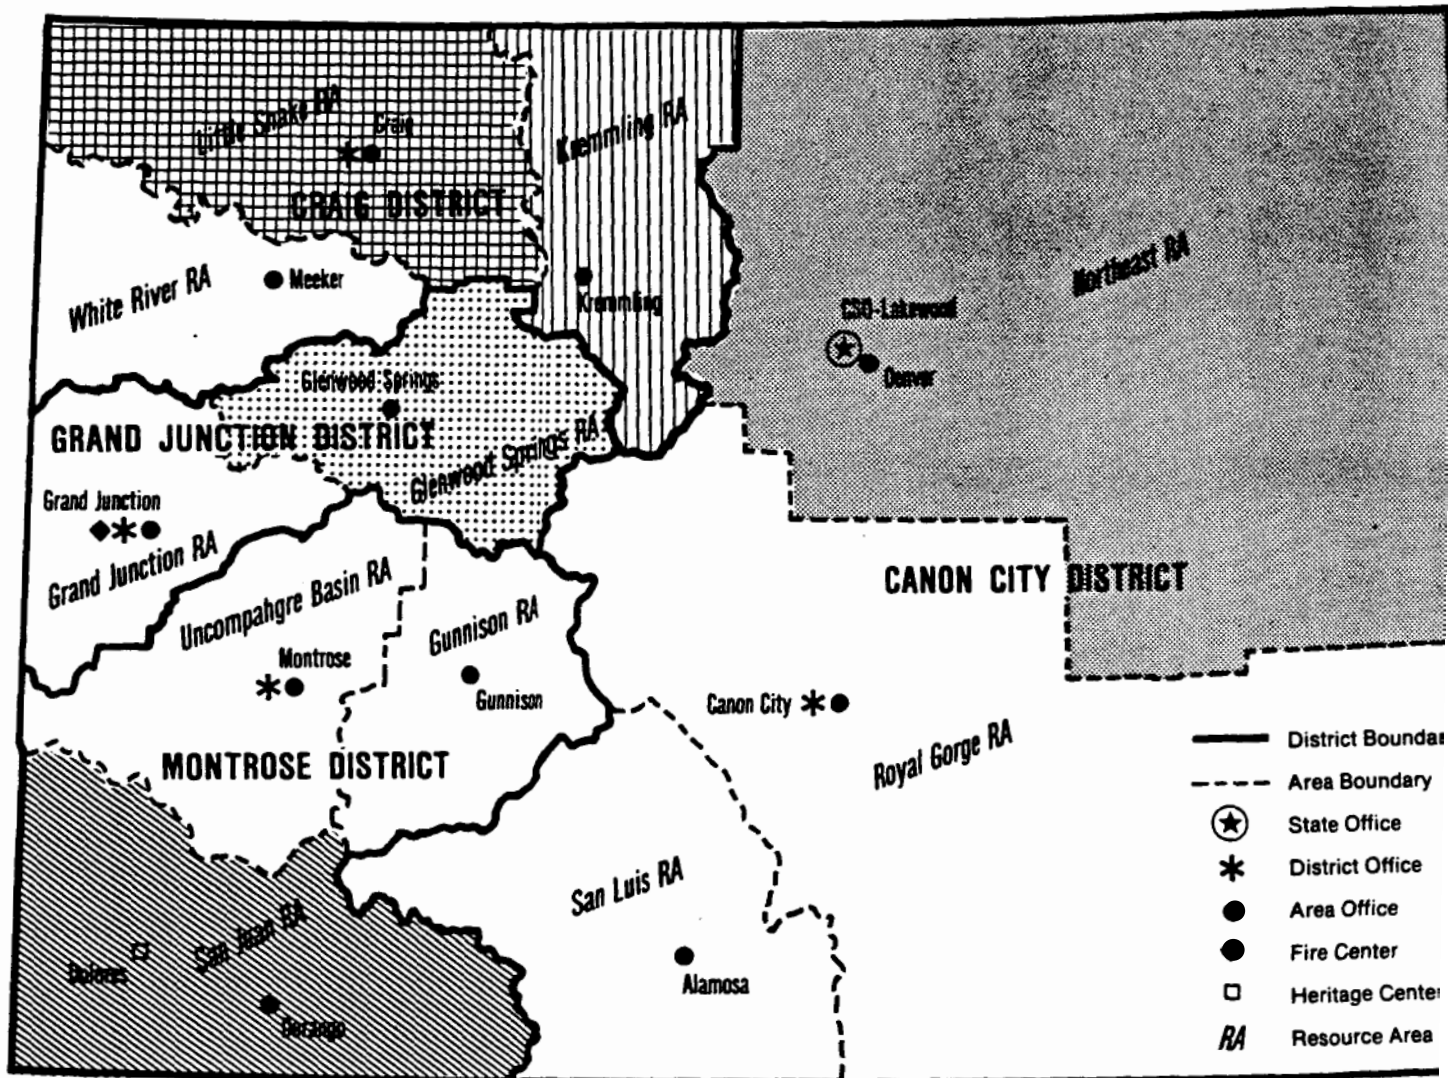 Little Snake RA
Craig
CRAIG DISTRICT
Kremmling RA
Kremmling
Northeast RA
CSO-Lakewood
Denver
White River RA
Meeker
Glenwood Springs
Glenwood Springs RA
GRAND JUNCTION DISTRICT
Grand Junction
Grand Junction RA
Uncompahgre Basin RA
Gunnison RA
Montrose
Gunnison
MONTROSE DISTRICT
CANON CITY DISTRICT
Canon City
Royal Gorge RA
San Luis RA
Alamosa
San Juan RA
Dolores
Durango
District Boundar
Area Boundary
State Office
District Office
Area Office
Fire Center
Heritage Center
RA Resource Area